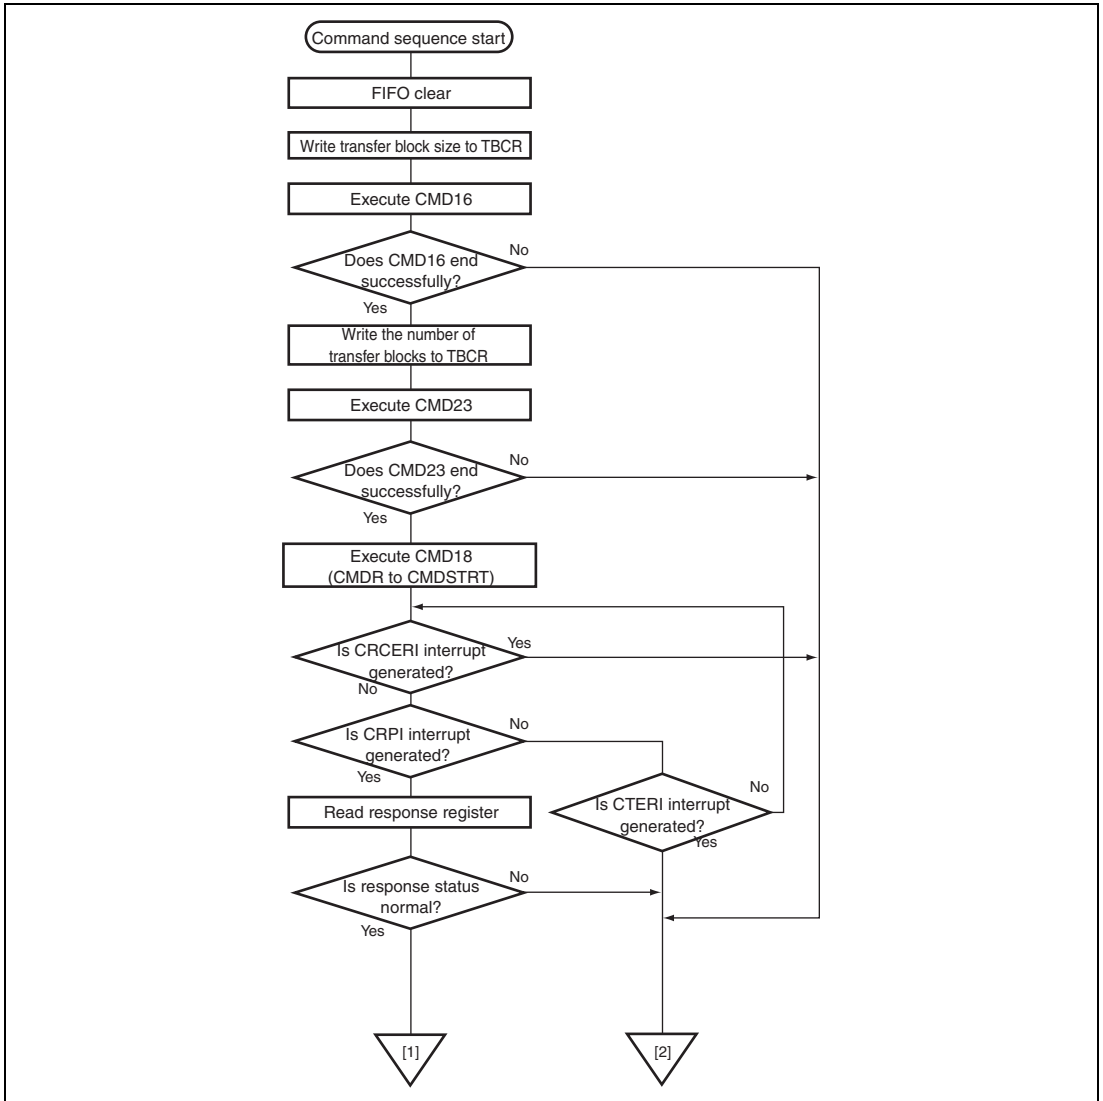 Command sequence start
FIFO clear
Write transfer block size to TBCR
Execute CMD16
Does CMD16 end
successfully?
No
Yes
Write the number of
transfer blocks to TBCR
Execute CMD23
Does CMD23 end
successfully?
No
Yes
Execute CMD18
(CMDR to CMDSTRT)
Is CRCERI interrupt
generated?
Yes
No
Is CRPI interrupt
generated?
No
Yes
Is CTERI interrupt
generated?
No
Yes
Read response register
Is response status
normal?
No
Yes
[1]
[2]